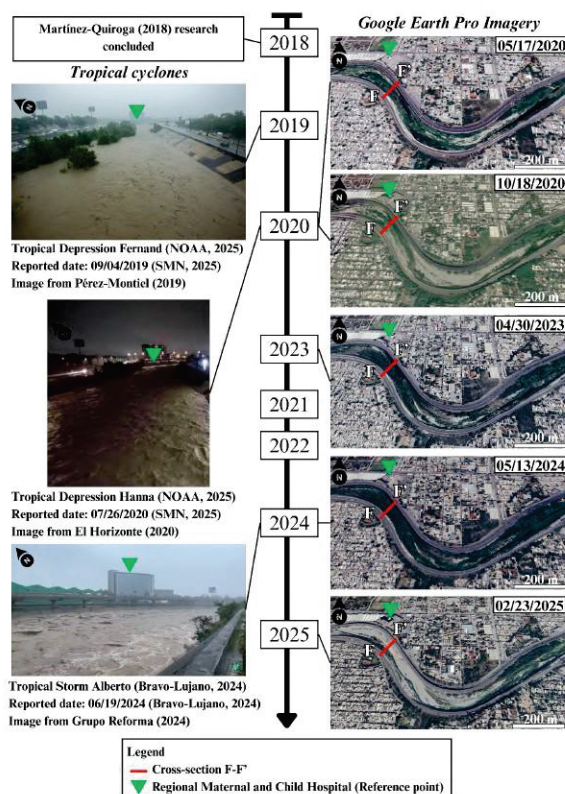 Martínez-Quiroga (2018) research
concluded
Tropical cyclones
Google Earth Pro Imagery
2018
2019
2020
2023
2021
2022
2024
2025
N
Tropical Depression Fernand (NOAA, 2025)
Reported date: 09/04/2019 (SMN, 2025)
Image from Pérez-Montiel (2019)
Tropical Depression Hanna (NOAA, 2025)
Reported date: 07/26/2020 (SMN, 2025)
Image from El Horizonte (2020)
N
Tropical Storm Alberto (Bravo-Lujano, 2024)
Reported date: 06/19/2024 (Bravo-Lujano, 2024)
Image from Grupo Reforma (2024)
05/17/2020
N
F F'
200 m
10/18/2020
N
F F'
200 m
04/30/2023
N
F
200 m
05/13/2024
N
F F'
200 m
02/23/2025
N
F
200 m
Legend
Cross-section F-F'
Regional Maternal and Child Hospital (Reference point)